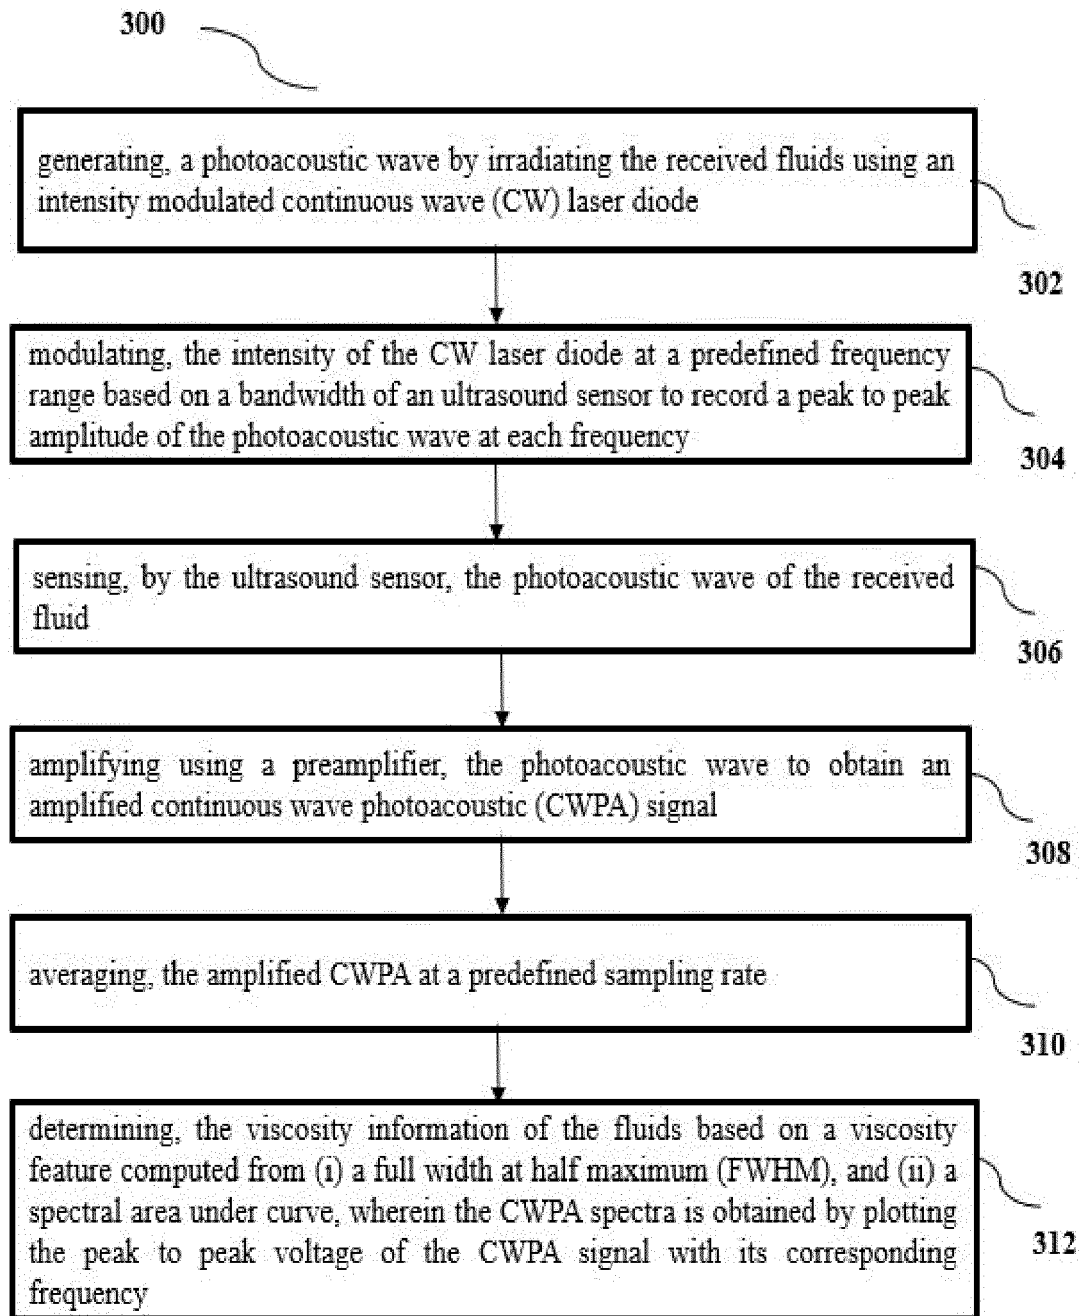 300
generating, a photoacoustic wave by irradiating the received fluids using an
intensity modulated continuous wave (CW) laser diode
302
modulating, the intensity of the CW laser diode at a predefined frequency
range based on a bandwidth of an ultrasound sensor to record a peak to peak
amplitude of the photoacoustic wave at each frequency
304
sensing, by the ultrasound sensor, the photoacoustic wave of the received
fluid
306
amplifying using a preamplifier, the photoacoustic wave to obtain an
amplified continuous wave photoacoustic (CWPA) signal
308
averaging, the amplified CWPA at a predefined sampling rate
310
determining, the viscosity information of the fluids based on a viscosity
feature computed from (i) a full width at half maximum (FWHM), and (ii) a
spectral area under curve, wherein the CWPA spectra is obtained by plotting
the peak to peak voltage of the CWPA signal with its corresponding
frequency
312